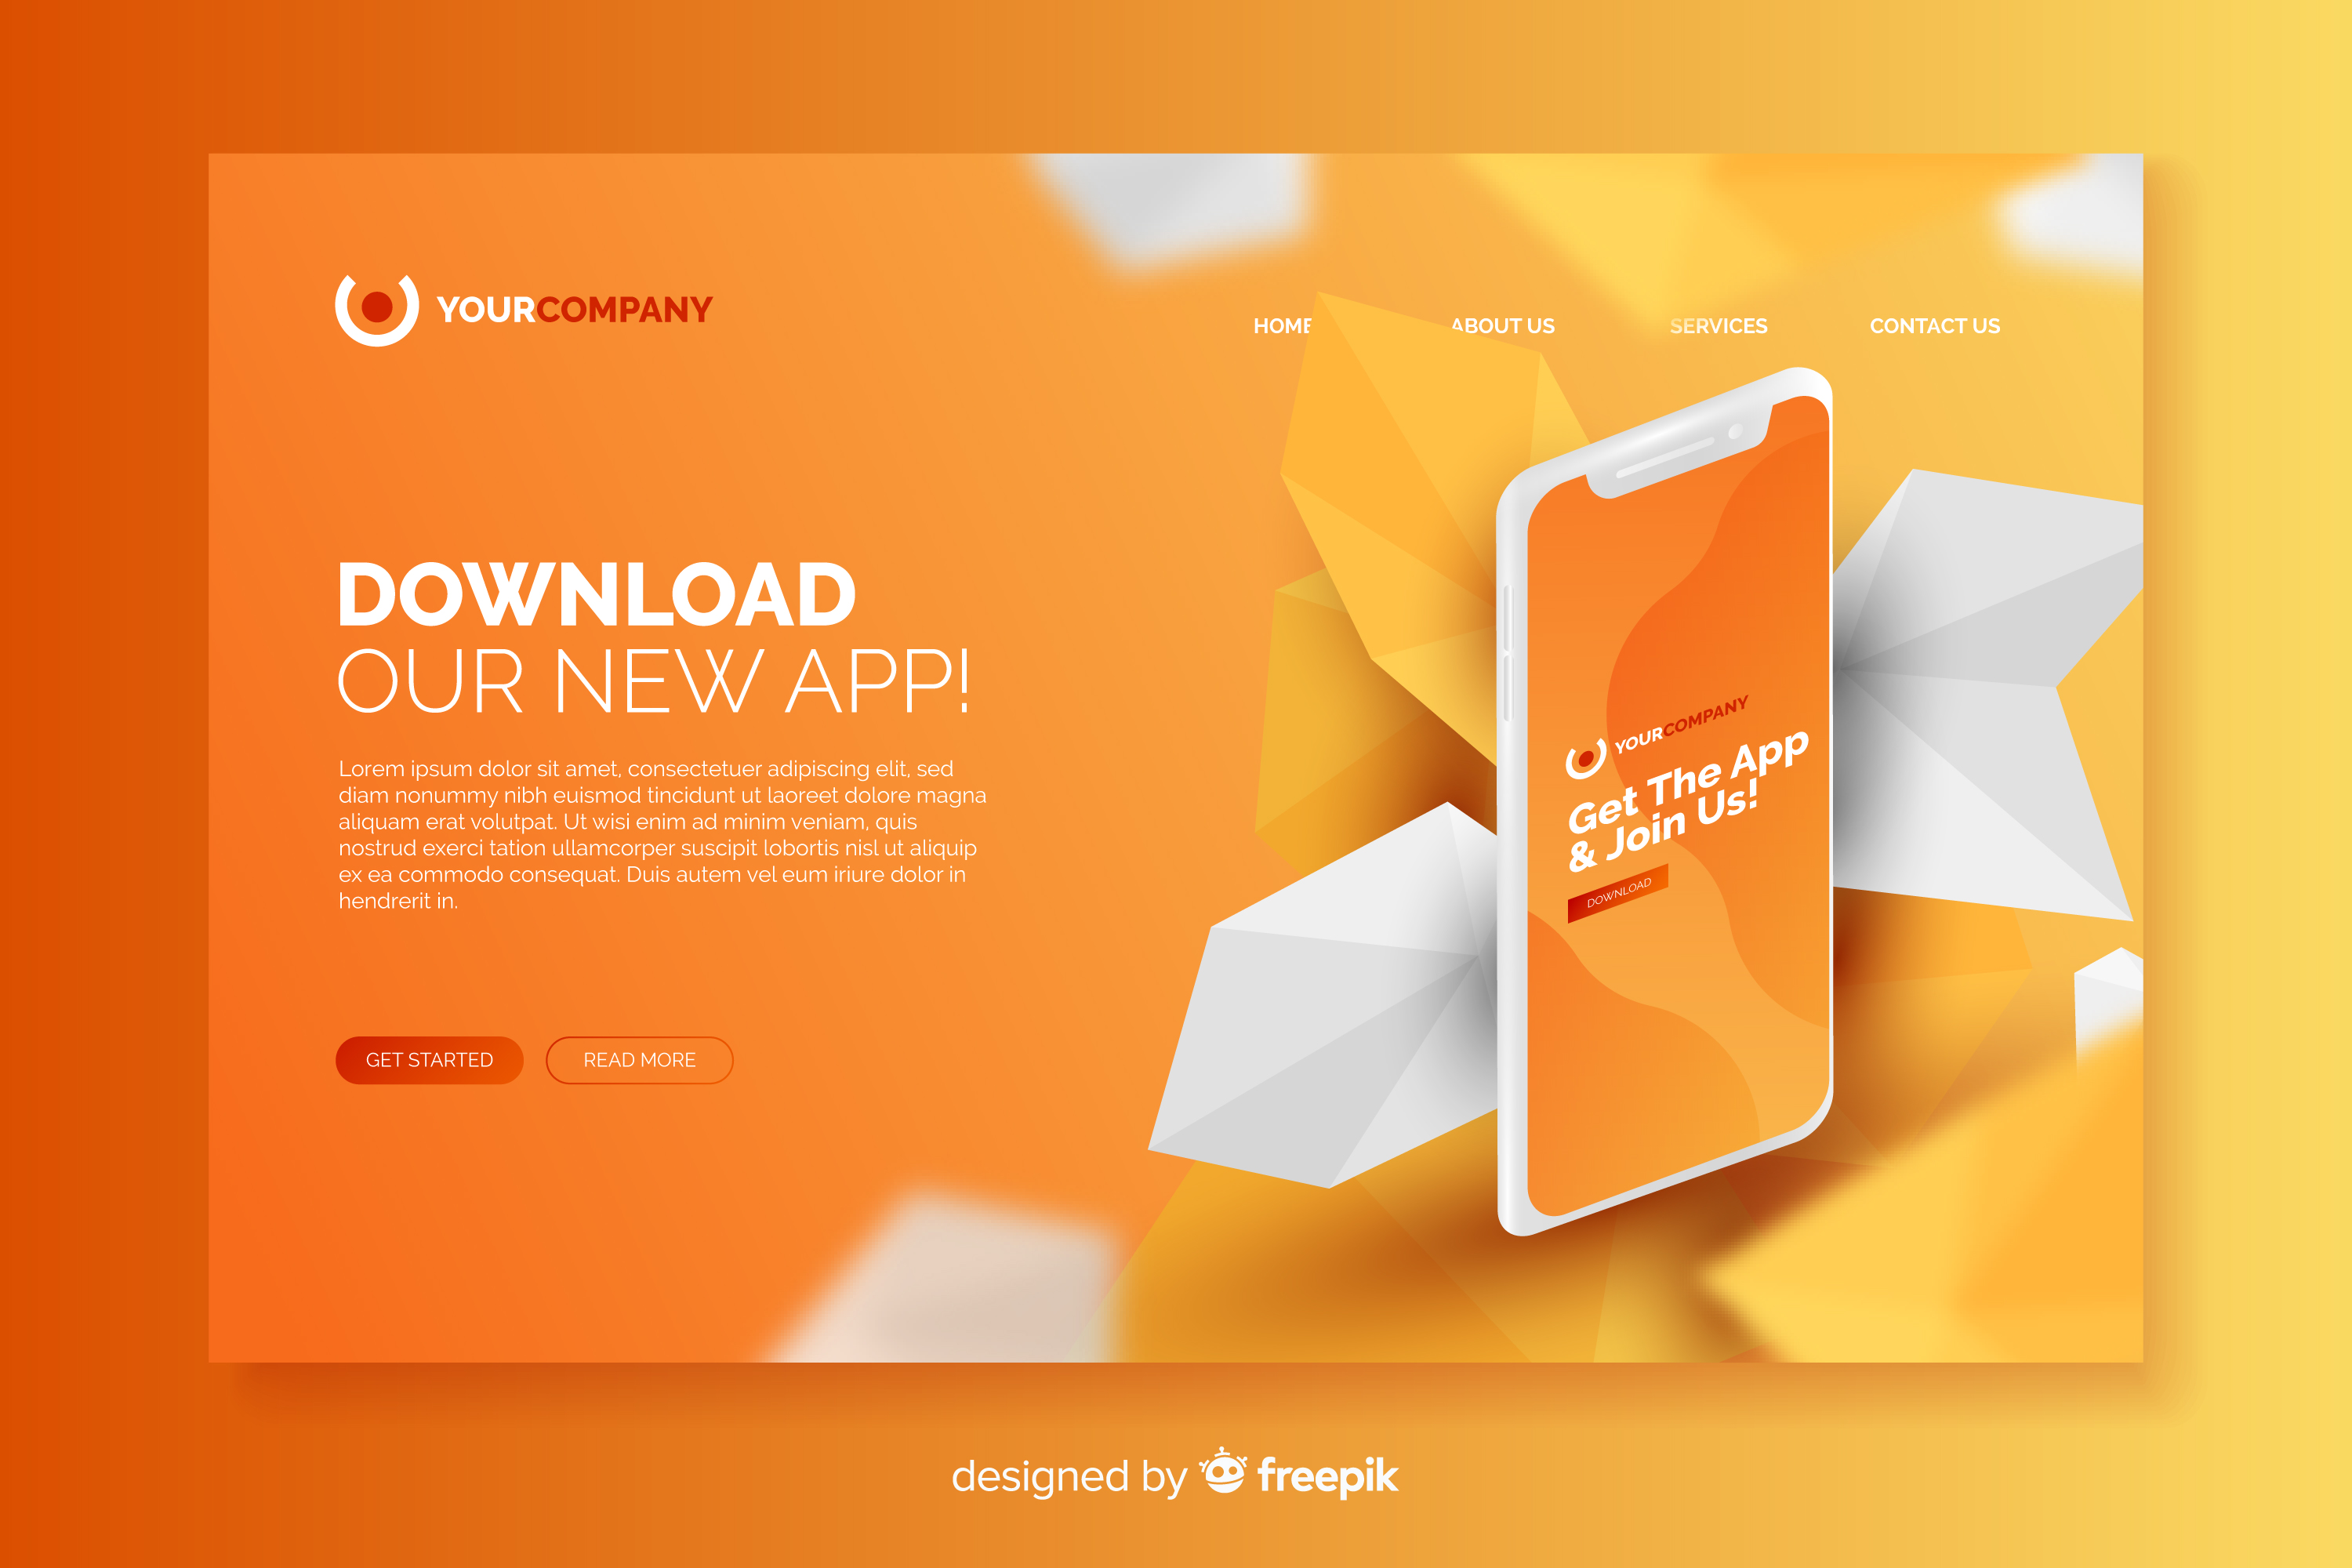 YOURCOMPANY
HOME
ABOUT US
SERVICES
CONTACT US
DOWNLOAD
OUR NEW APP!
Lorem ipsum dolor sit amet, consectetuer adipiscing elit, sed
diam nonummy nibh euismod tincidunt ut laoreet dolore magna
aliquam erat volutpat. Ut wisi enim ad minim veniam, quis
nostrud exerci tation ullamcorper suscipit lobortis nisl ut aliquip
ex ea commodo consequat. Duis autem vel eum iriure dolor in
hendrerit in.
GET STARTED
READ MORE
YOURCOMPANY
Get The App
& Join Us!
DOWNLOAD
designed by freepik